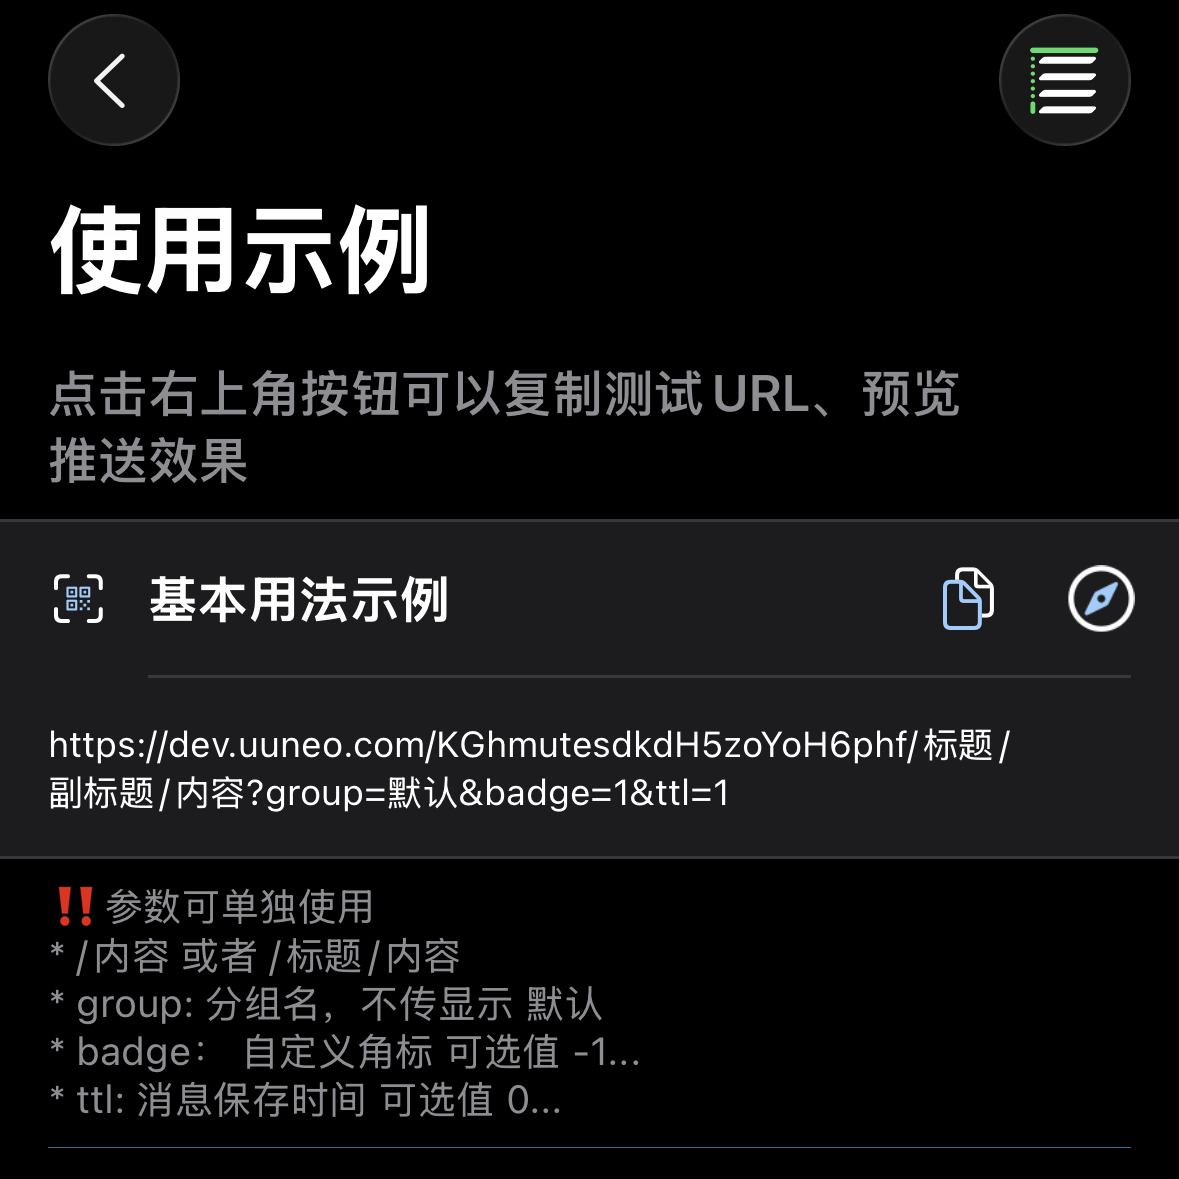 使用示例
点击右上角按钮可以复制测试URL、预览
推送效果
基本用法示例
https://dev.uuneo.com/KGhmutesdkdH5zoYoH6phf/标题/
副标题/内容?group=默认&badge=1&ttl=1
‼️参数可单独使用
* /内容 或者 /标题/内容
* group: 分组名，不传显示 默认
* badge： 自定义角标 可选值 -1...
* ttl: 消息保存时间 可选值 0...